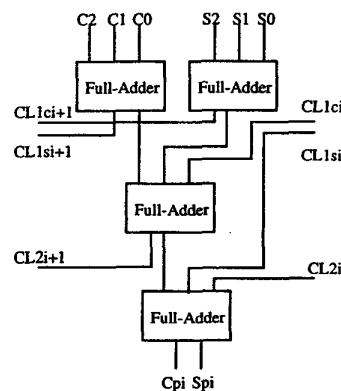 C2 C1 C0 S2 S1 S0
Full-Adder Full-Adder
CL1ci+1 CL1ci
CL1si+1 CL1si
Full-Adder
CL2i+1 CL2i
Full-Adder
Cpi Spi